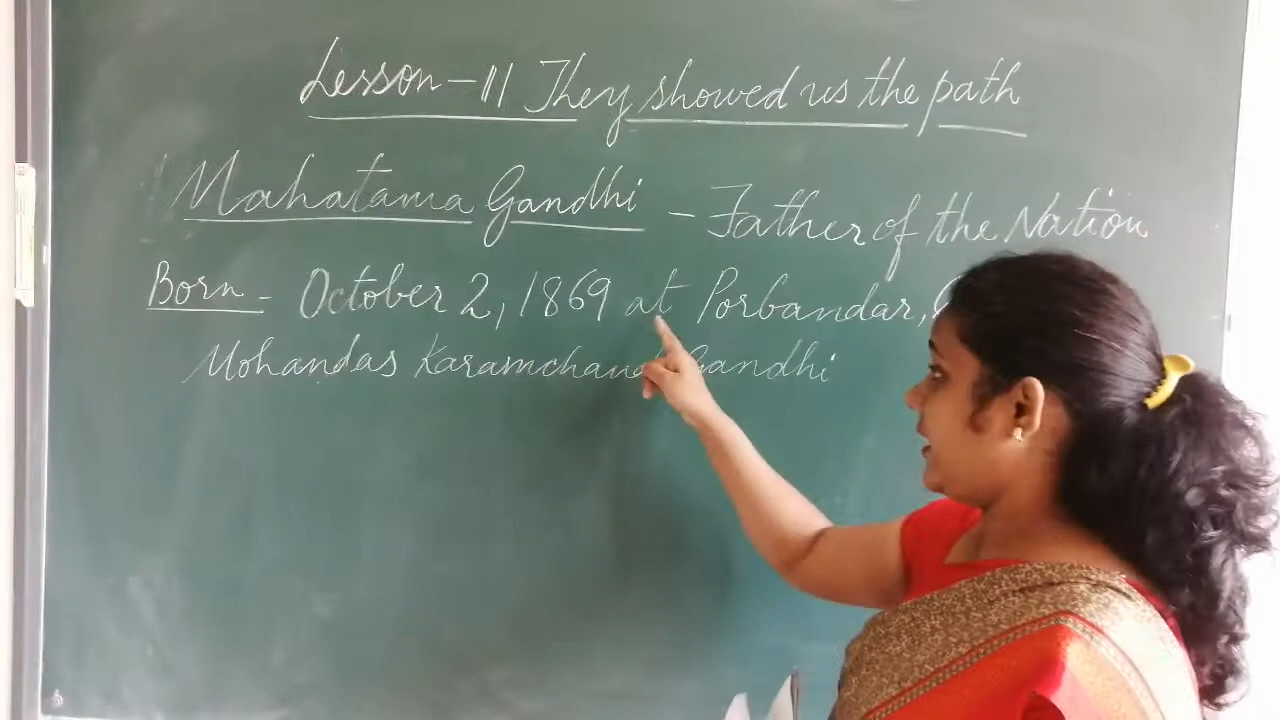 Lesson-11 They showed us the path
Mahatama Gandhi - Father of the Nation
Born - October 2, 1869 at Porbandar,
Mohandas Karamchand Gandhi